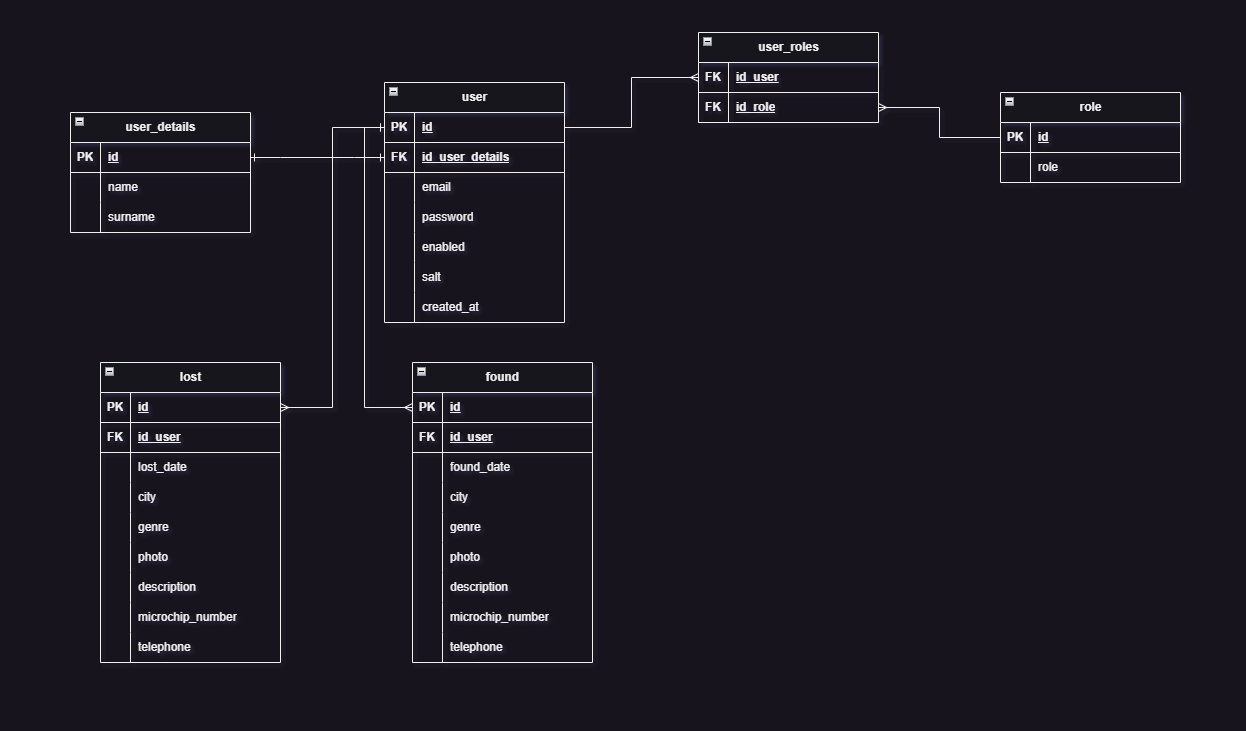 user_roles
FK id_user
FK id_role
user
PK id
FK id_user_details
email
password
enabled
salt
created_at
role
PK id
role
user_details
PK id
name
surname
lost
PK id
FK id_user
lost_date
city
genre
photo
description
microchip_number
telephone
found
PK id
FK id_user
found_date
city
genre
photo
description
microchip_number
telephone